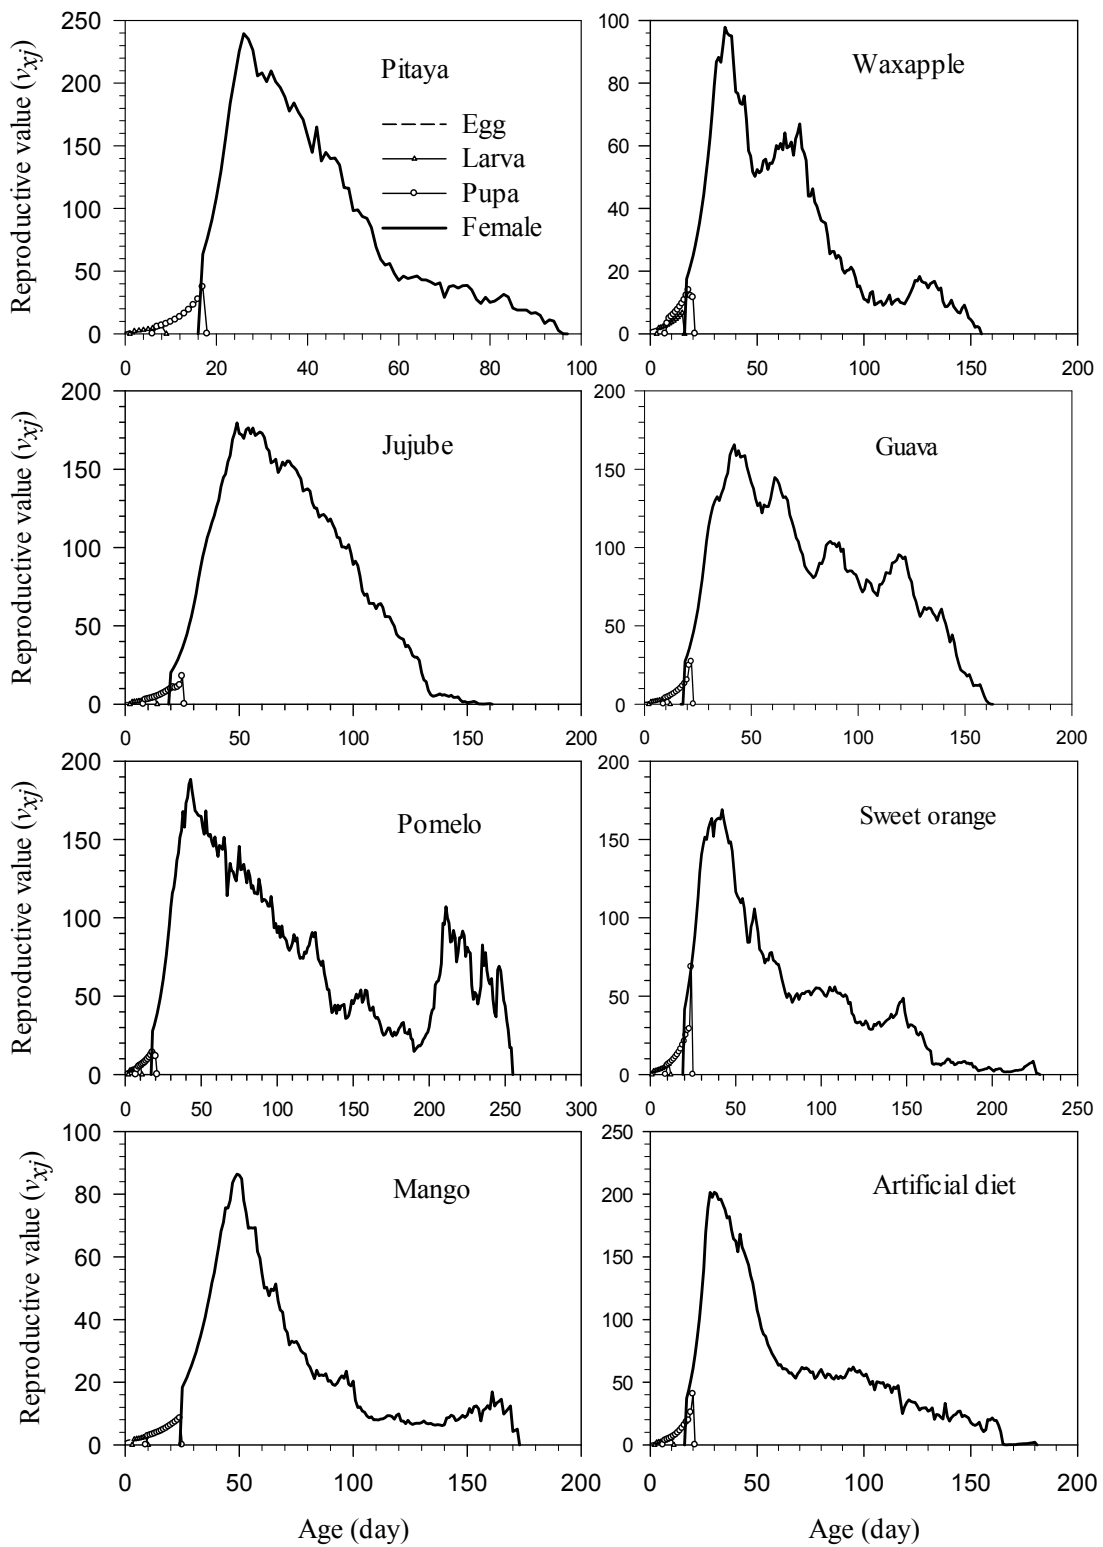 Reproductive value (vxj)
250
200
150
100
50
0
Pitaya
Egg
Larva
Pupa
Female
0 20 40 60 80 100
100
80
60
40
20
0
Waxapple
0 50 100 150 200
Reproductive value (vxj)
200
150
100
50
0
Jujube
0 50 100 150 200
200
150
100
50
0
Guava
0 50 100 150 200
Reproductive value (vxj)
200
150
100
50
0
Pomelo
0 50 100 150 200 250 300
200
150
100
50
0
Sweet orange
0 50 100 150 200 250
Reproductive value (vxj)
100
80
60
40
20
0
Mango
0 50 100 150 200
Age (day)
250
200
150
100
50
0
Artificial diet
0 50 100 150 200
Age (day)